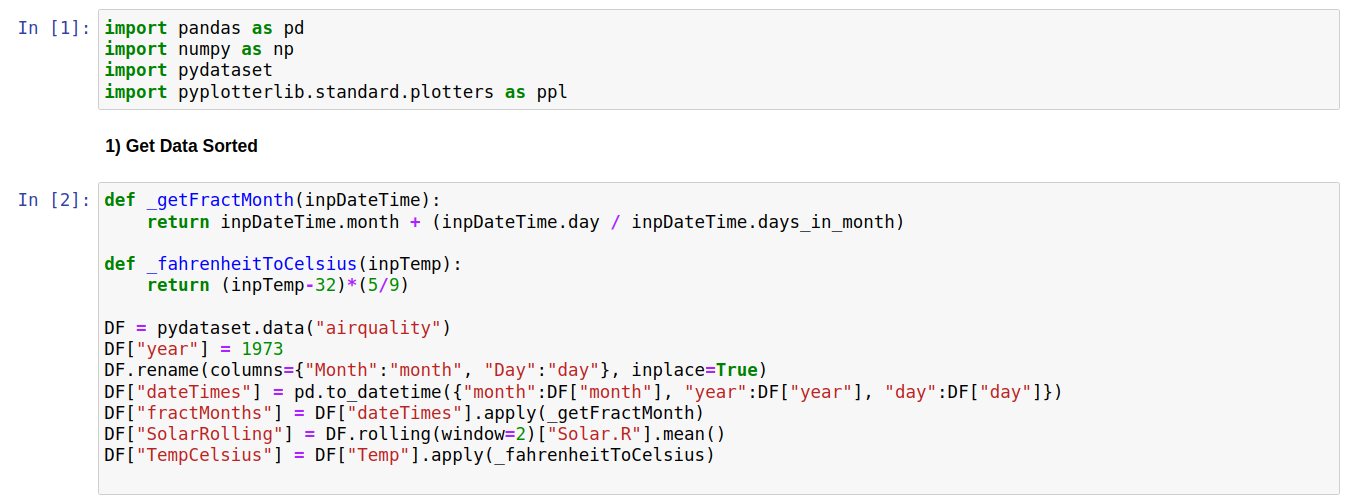 In [1]: import pandas as pd
import numpy as np
import pydataset
import pyplotterlib.standard.plotters as ppl
1) Get Data Sorted
In [2]: def _getFractMonth(inpDateTime):
    return inpDateTime.month + (inpDateTime.day / inpDateTime.days_in_month)
def _fahrenheitToCelsius(inpTemp):
    return (inpTemp-32)*(5/9)
DF = pydataset.data("airquality")
DF["year"] = 1973
DF.rename(columns={"Month":"month", "Day":"day"}, inplace=True)
DF["dateTimes"] = pd.to_datetime({"month":DF["month"], "year":DF["year"], "day":DF["day"]})
DF["fractMonths"] = DF["dateTimes"].apply(_getFractMonth)
DF["SolarRolling"] = DF.rolling(window=2)["Solar.R"].mean()
DF["TempCelsius"] = DF["Temp"].apply(_fahrenheitToCelsius)